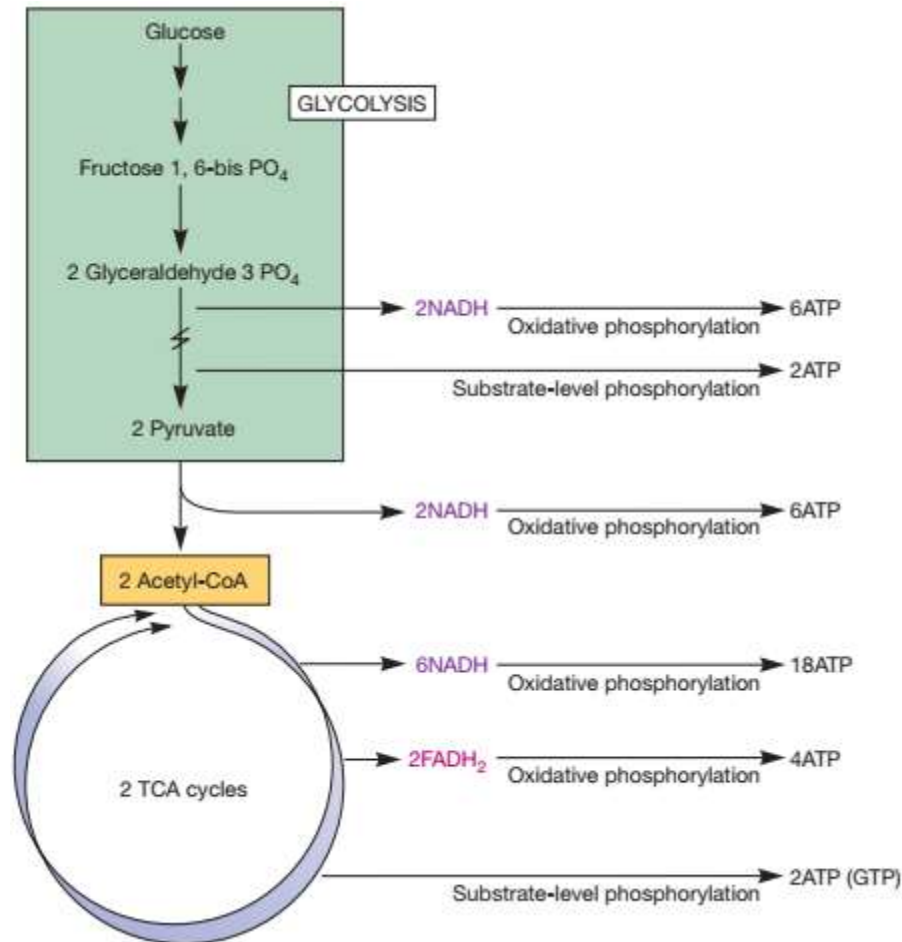 Glucose
GLYCOLYSIS
Fructose 1, 6-bis PO₄
2 Glyceraldehyde 3 PO₄
2NADH
Oxidative phosphorylation
6ATP
Substrate-level phosphorylation
2ATP
2 Pyruvate
2NADH
Oxidative phosphorylation
6ATP
2 Acetyl-CoA
6NADH
Oxidative phosphorylation
18ATP
2FADH₂
Oxidative phosphorylation
4ATP
2 TCA cycles
Substrate-level phosphorylation
2ATP (GTP)